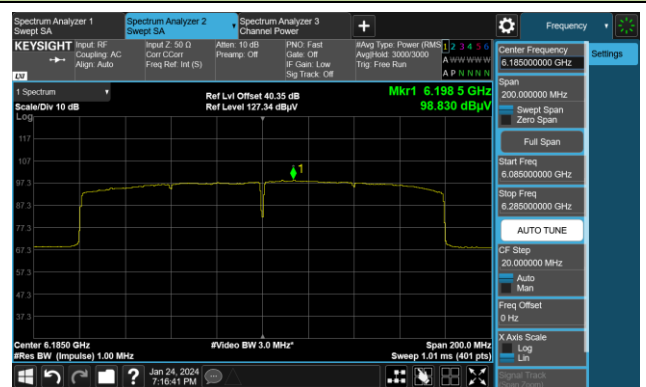 Spectrum Analyzer 1
Swept SA
Spectrum Analyzer 2
Swept SA
Spectrum Analyzer 3
Channel Power
Frequency
KEYSIGHT
Input: RF
Coupling: AC
Align: Auto
Input Z: 50 Ω
Corr CCorr
Freq Ref: Int (S)
Atten: 10 dB
Preamp: Off
PNO: Fast
Gate: Off
IF Gain: Low
Sig Track: Off
#Avg Type: Power (RMS
Avg|Hold: 3000/3000
Trig: Free Run
1 2 3 4 5 6
A W W W W W
A P N N N N
LXI
1 Spectrum
Scale/Div 10 dB
Log
Ref Lvl Offset 40.35 dB
Ref Level 127.34 dBµV
Mkr1 6.198 5 GHz
98.830 dBµV
117
107
97.3
87.3
77.3
67.3
57.3
47.3
37.3
1
Center 6.1850 GHz
#Res BW (Impulse) 1.00 MHz
#Video BW 3.0 MHz*
Span 200.0 MHz
Sweep 1.01 ms (401 pts)
Center Frequency
6.185000000 GHz
Span
200.000000 MHz
Swept Span
Zero Span
Full Span
Start Freq
6.085000000 GHz
Stop Freq
6.285000000 GHz
AUTO TUNE
CF Step
20.000000 MHz
Auto
Man
Freq Offset
0 Hz
X Axis Scale
Log
Lin
Signal Track
(Span Zoom)
Settings
Jan 24, 2024
7:16:41 PM